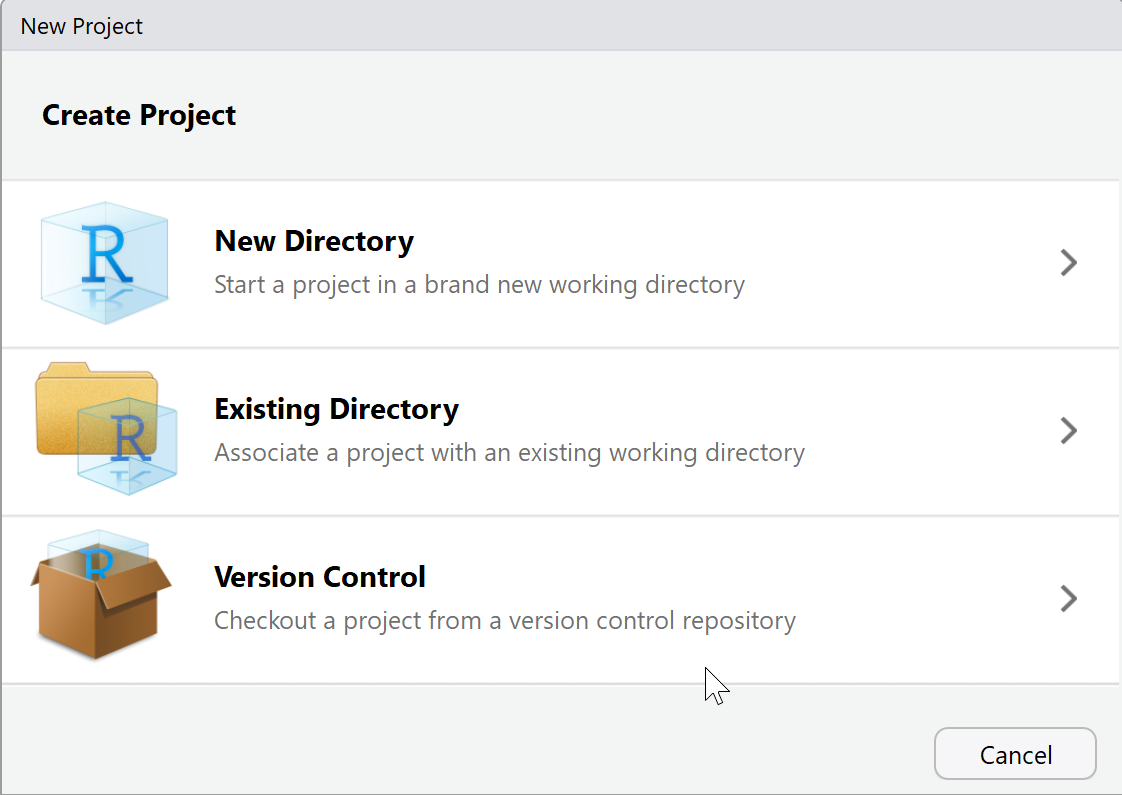 New Project
Create Project
R
New Directory
Start a project in a brand new working directory
R
Existing Directory
Associate a project with an existing working directory
R
Version Control
Checkout a project from a version control repository
Cancel